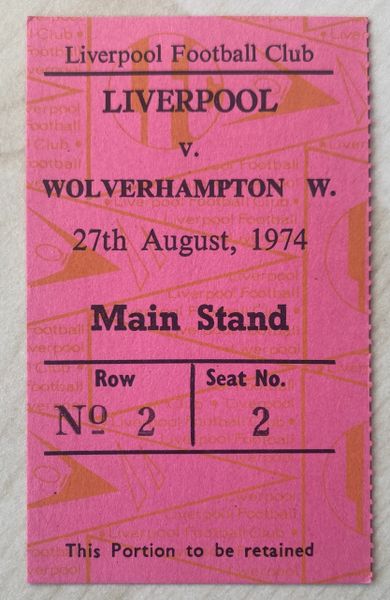 Liverpool Football Club
LIVERPOOL
v.
WOLVERHAMPTON W.
27th August, 1974
Main Stand
Row Seat No.
Nº 2 2
This Portion to be retained